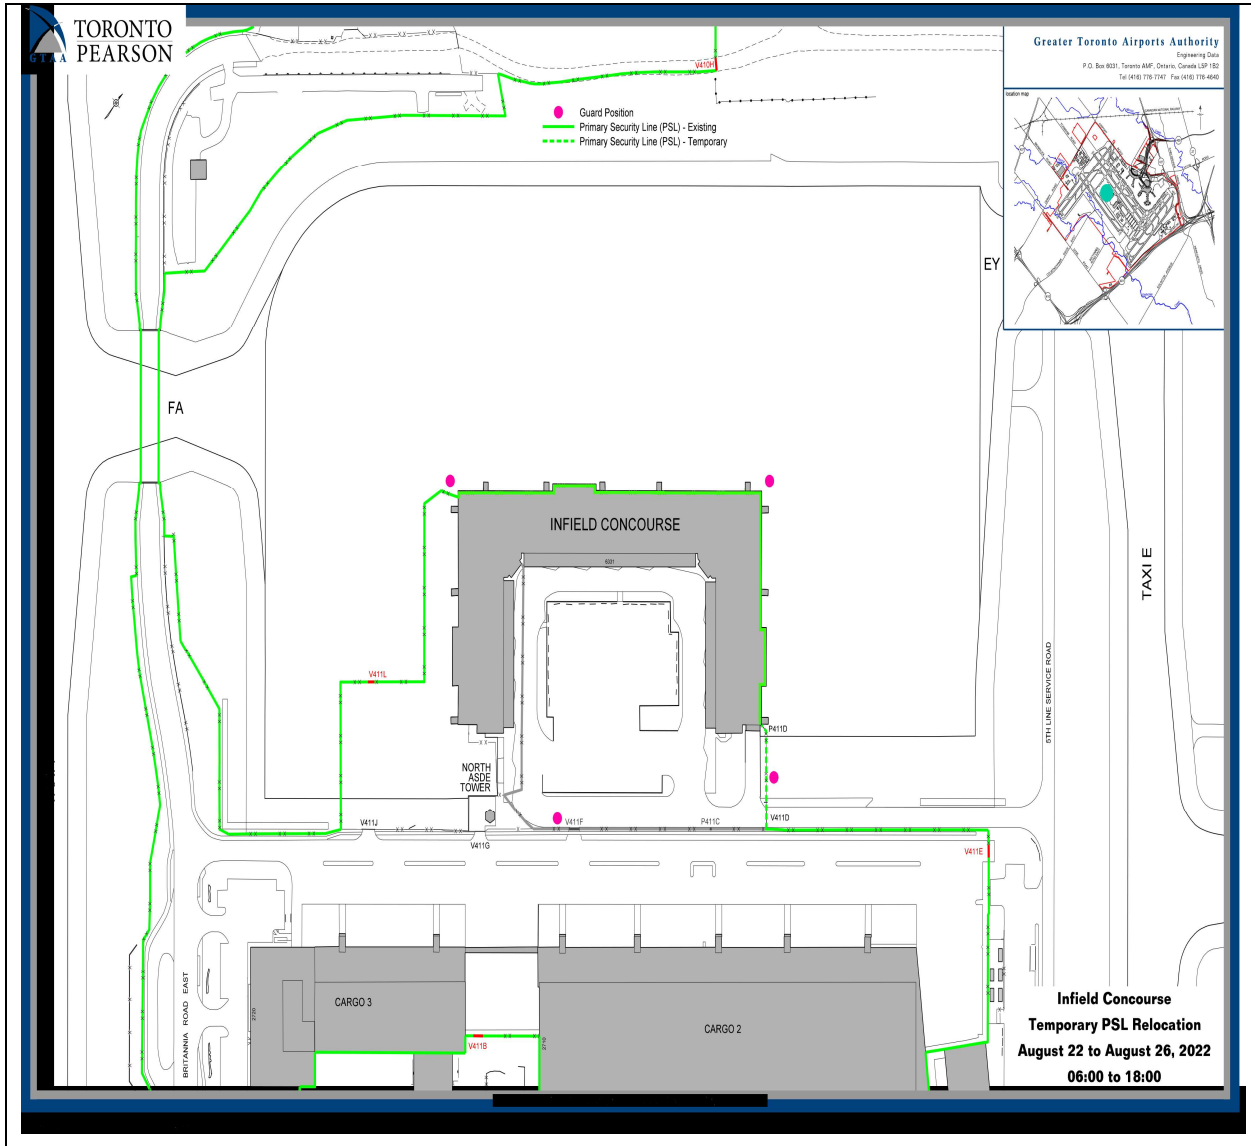 TORONTO
PEARSON
GTAA
Greater Toronto Airports Authority
Engineering Data
P.O. Box 6031, Toronto AMF, Ontario, Canada L5P 1B2
Tel (416) 776-7747 Fax (416) 776-4640
location map
V410H
Guard Position
Primary Security Line (PSL) - Existing
Primary Security Line (PSL) - Temporary
EY
FA
INFIELD CONCOURSE
TAXI E
5TH LINE SERVICE ROAD
V411L
P411D
NORTH
ASDE
TOWER
V411J
V411G
V411F
P411C
V411D
V411E
BRITANNIA ROAD EAST
2720
CARGO 3
V411B
2710
CARGO 2
Infield Concourse
Temporary PSL Relocation
August 22 to August 26, 2022
06:00 to 18:00